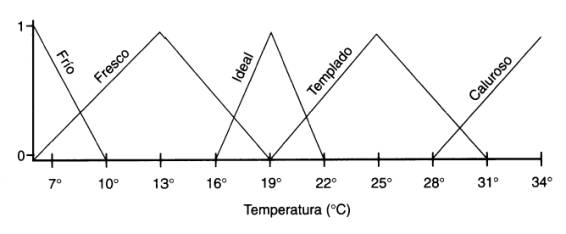 1
Frío
Fresco
Ideal
Templado
Caluroso
0
7° 10° 13° 16° 19° 22° 25° 28° 31° 34°
Temperatura (°C)